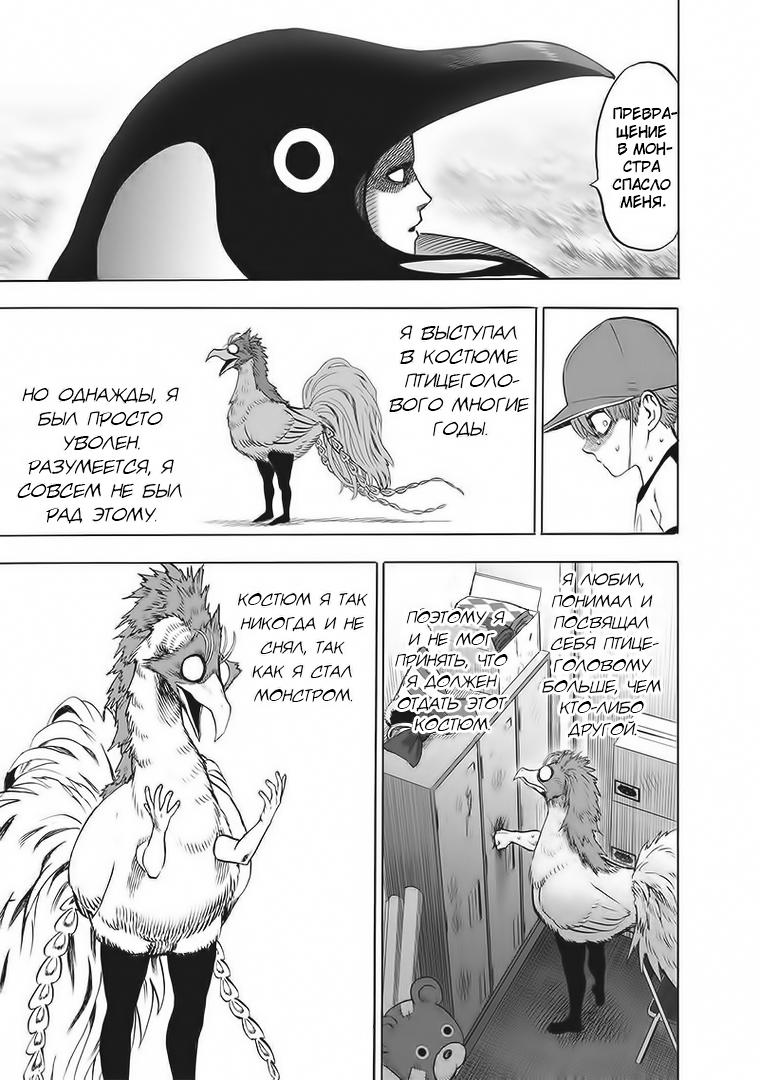 ПРЕВРА-
ЩЕНИЕ
В МОН-
СТРА
СПАСЛО
МЕНЯ.
Я ВЫСТУПАЛ
В КОСТЮМЕ
ПТИЦЕГОЛО-
ВОГО МНОГИЕ
ГОДЫ.
НО ОДНАЖДЫ, Я
БЫЛ ПРОСТО
УВОЛЕН.
РАЗУМЕЕТСЯ, Я
СОВСЕМ НЕ БЫЛ
РАД ЭТОМУ.
Я ЛЮБИЛ,
ПОНИМАЛ И
ПОСВЯЩАЛ
СЕБЯ ПТИЦЕ-
ГОЛОВОМУ
БОЛЬШЕ, ЧЕМ
КТО-ЛИБО
ДРУГОЙ.
ПОЭТОМУ Я
И НЕ МОГ
ПРИНЯТЬ, ЧТО
Я ДОЛЖЕН
ОТДАТЬ ЭТОТ
КОСТЮМ.
КОСТЮМ Я ТАК
НИКОГДА И НЕ
СНЯЛ, ТАК
КАК Я СТАЛ
МОНСТРОМ.